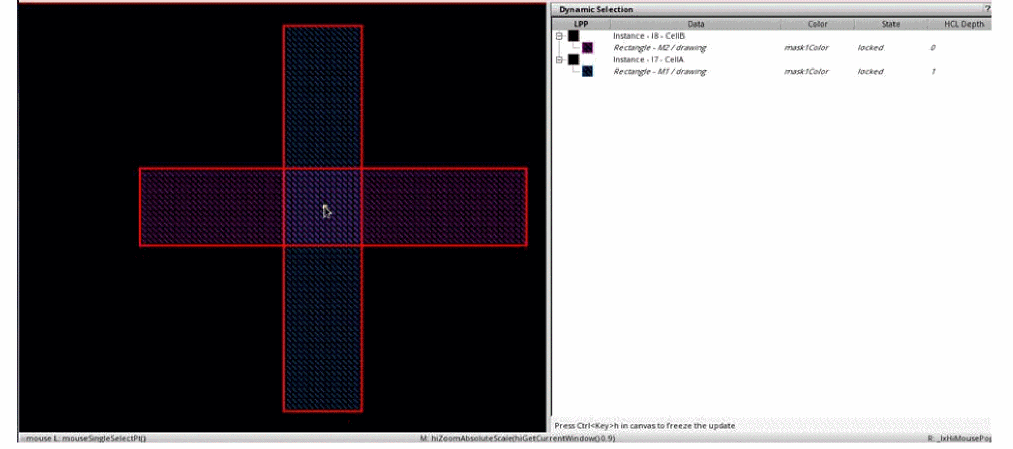 Dynamic Selection ?
LPP Data Color State HCL Depth
Instance - I8 - CellB
Rectangle - M2 / drawing mask1Color locked 0
Instance - I7 - CellA
Rectangle - M1 / drawing mask1Color locked 1
Press Ctrl<Key>h in canvas to freeze the update
mouse L: mouseSingleSelectPt() M: hiZoomAbsoluteScale(hiGetCurrentWindow() 0.9) R: _lxHiMousePop